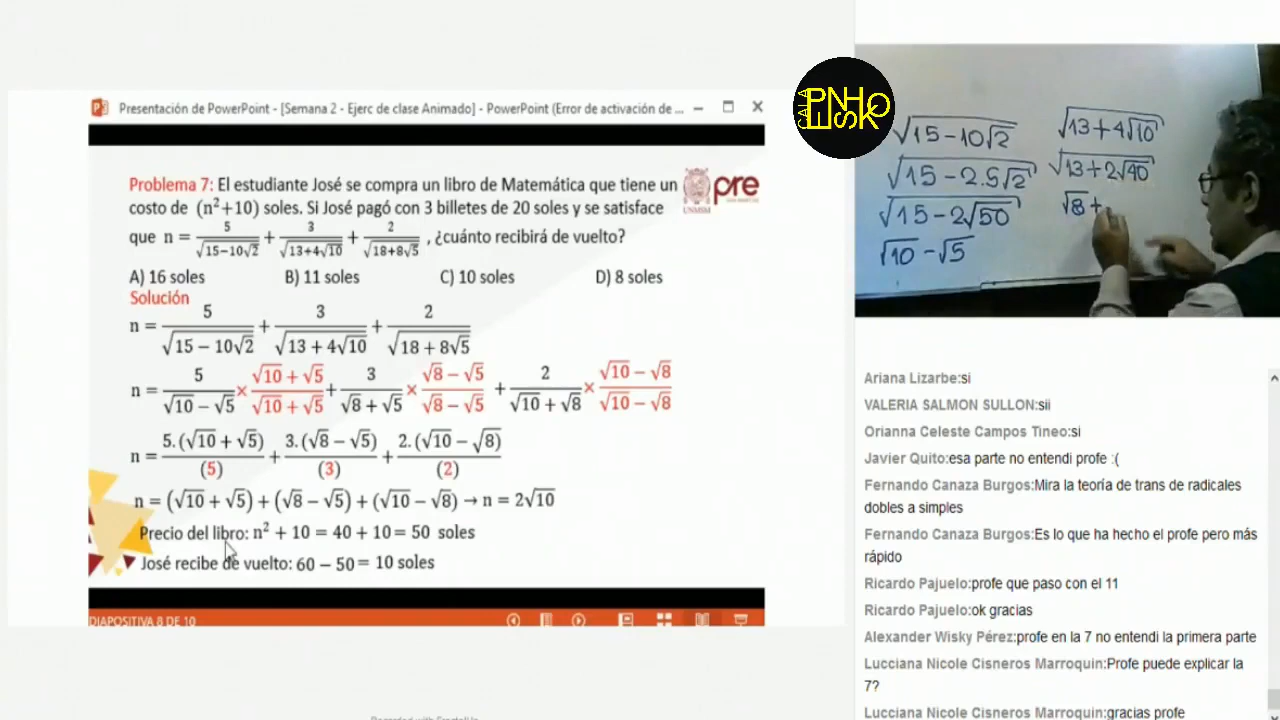 Presentación de PowerPoint - [Semana 2 - Ejerc de clase Animado] - PowerPoint (Error de activación de ...
Problema 7: El estudiante José se compra un libro de Matemática que tiene un
costo de (n²+10) soles. Si José pagó con 3 billetes de 20 soles y se satisface
que n = 5/√(15−10√2) + 3/√(13+4√10) + 2/√(18+8√5) , ¿cuánto recibirá de vuelto?
UNMSM
pre
A) 16 soles B) 11 soles C) 10 soles D) 8 soles
Solución
n = 5/√(15 − 10√2) + 3/√(13 + 4√10) + 2/√(18 + 8√5)
n = 5/(√10 − √5) × (√10 + √5)/(√10 + √5) + 3/(√8 + √5) × (√8 − √5)/(√8 − √5) + 2/(√10 + √8) × (√10 − √8)/(√10 − √8)
n = 5.(√10 + √5)/(5) + 3.(√8 − √5)/(3) + 2.(√10 − √8)/(2)
n = (√10 + √5) + (√8 − √5) + (√10 − √8) → n = 2√10
Precio del libro: n² + 10 = 40 + 10 = 50 soles
José recibe de vuelto: 60 − 50 = 10 soles
DIAPOSITIVA 8 DE 10
√(15 − 10√2)
√(15 − 2.5√2)
√(15 − 2√50)
√10 − √5
√(13 + 4√10)
√(13 + 2√40)
√8 +
Ariana Lizarbe:si
VALERIA SALMON SULLON:sii
Orianna Celeste Campos Tineo:si
Javier Quito:esa parte no entendi profe :(
Fernando Canaza Burgos:Mira la teoría de trans de radicales
dobles a simples
Fernando Canaza Burgos:Es lo que ha hecho el profe pero más
rápido
Ricardo Pajuelo:profe que paso con el 11
Ricardo Pajuelo:ok gracias
Alexander Wisky Pérez:profe en la 7 no entendi la primera parte
Lucciana Nicole Cisneros Marroquin:Profe puede explicar la
7?
Lucciana Nicole Cisneros Marroquin:gracias profe